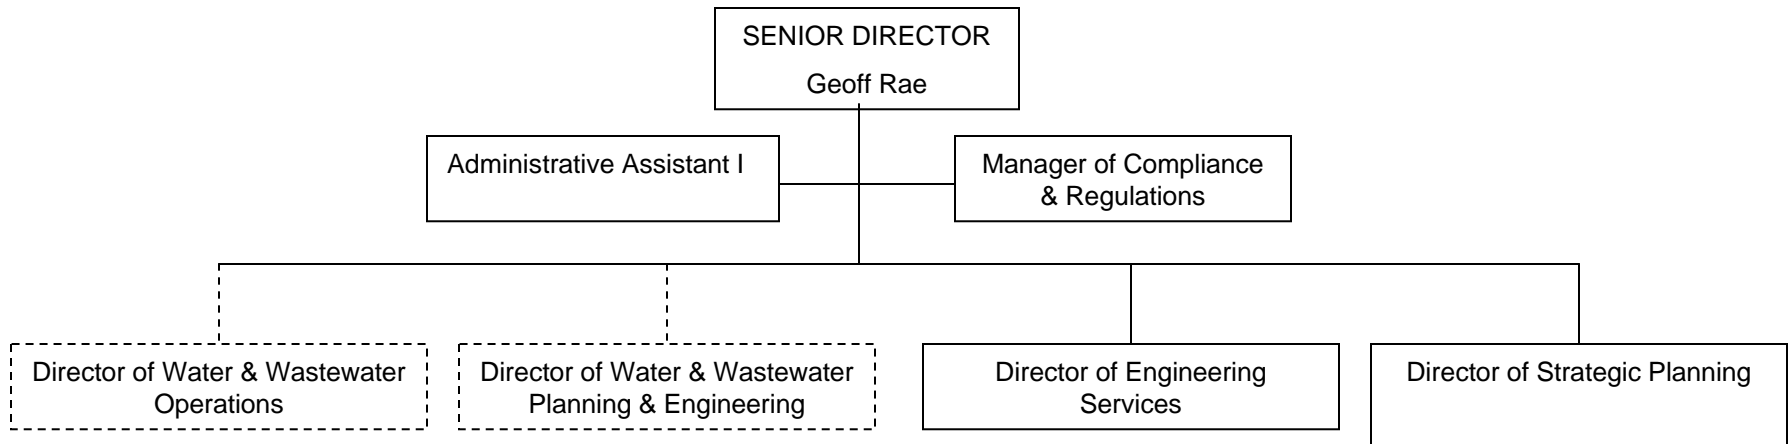 SENIOR DIRECTOR
Geoff Rae
Administrative Assistant I
Manager of Compliance
& Regulations
Director of Water & Wastewater
Operations
Director of Water & Wastewater
Planning & Engineering
Director of Engineering
Services
Director of Strategic Planning